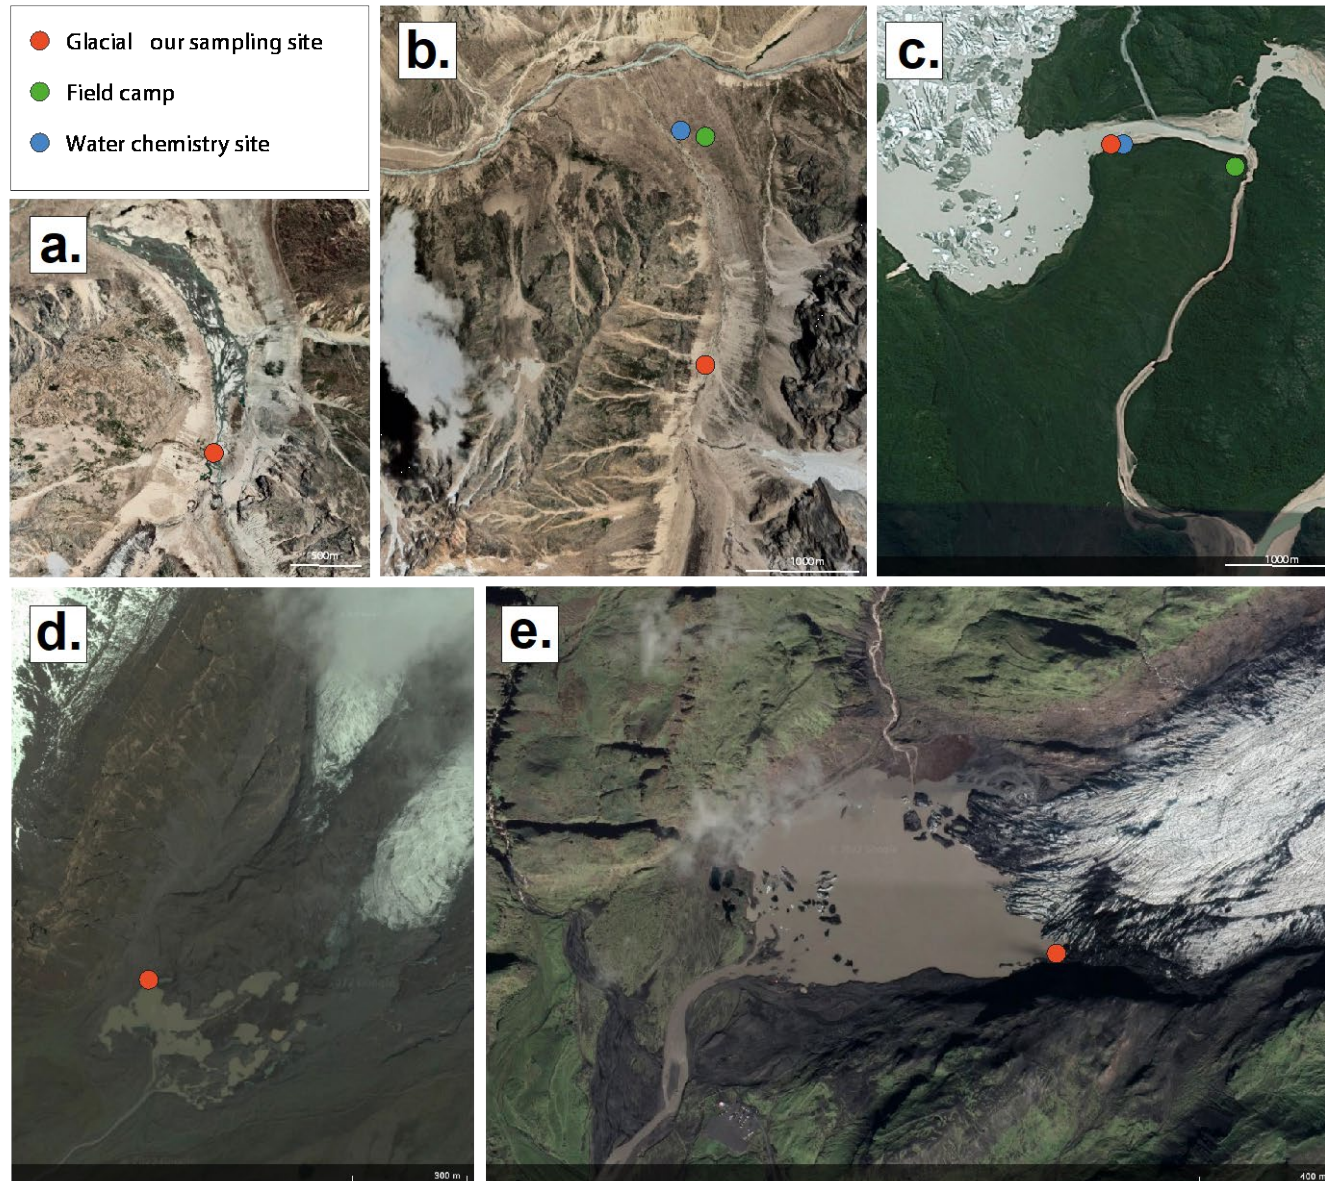 Glacial our sampling site
Field camp
Water chemistry site
a.
b.
c.
d.
e.
500m
1000m
1000m
300 m
400 m